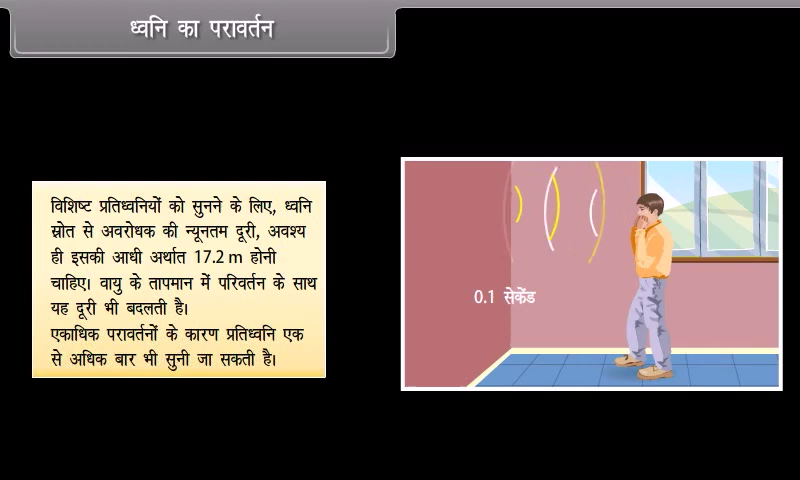 ध्वनि का परावर्तन
विशिष्ट प्रतिध्वनियों को सुनने के लिए, ध्वनि
स्रोत से अवरोधक की न्यूनतम दूरी, अवश्य
ही इसकी आधी अर्थात 17.2 m होनी
चाहिए। वायु के तापमान में परिवर्तन के साथ
यह दूरी भी बदलती है।
एकाधिक परावर्तनों के कारण प्रतिध्वनि एक
से अधिक बार भी सुनी जा सकती है।
0.1 सेकेंड